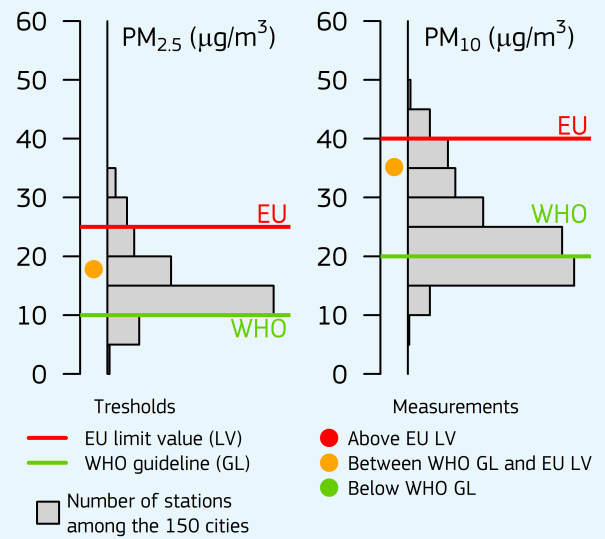 PM2.5 (µg/m³)
60
50
40
30
20
10
0
EU
WHO
PM10 (µg/m³)
60
50
40
30
20
10
0
EU
WHO
Tresholds
EU limit value (LV)
WHO guideline (GL)
Number of stations
among the 150 cities
Measurements
Above EU LV
Between WHO GL and EU LV
Below WHO GL